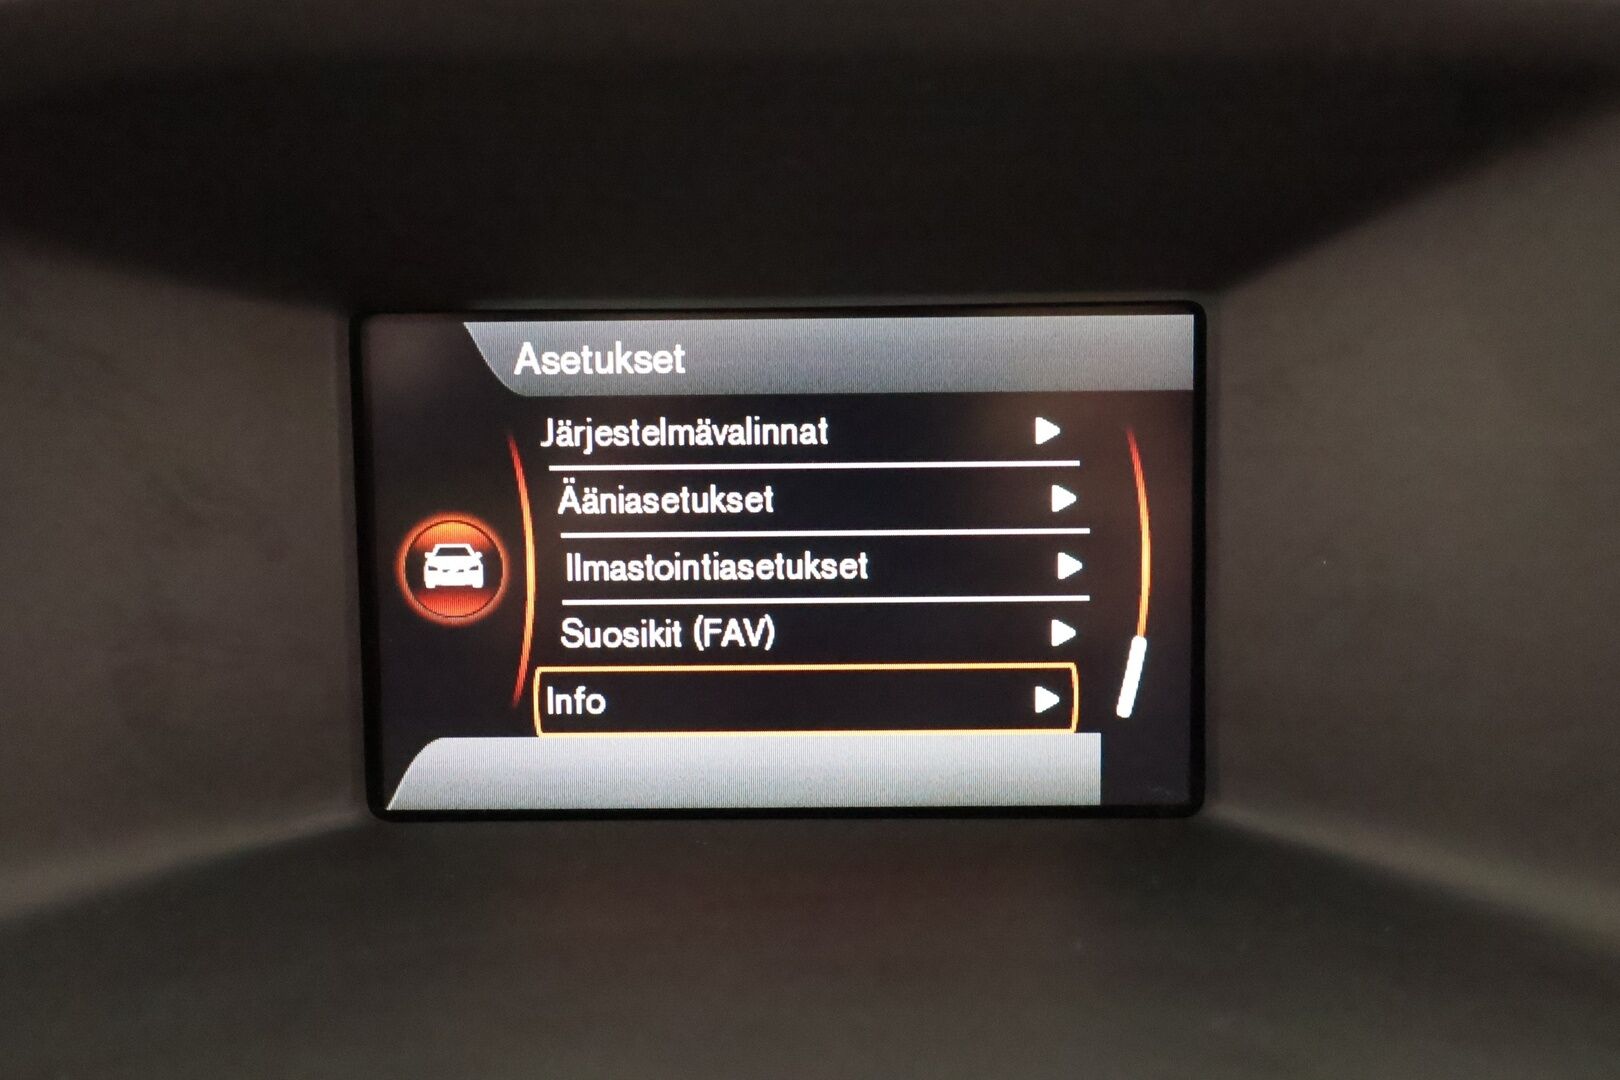 Asetukset
Järjestelmävalinnat
Ääniasetukset
Ilmastointiasetukset
Suosikit (FAV)
Info